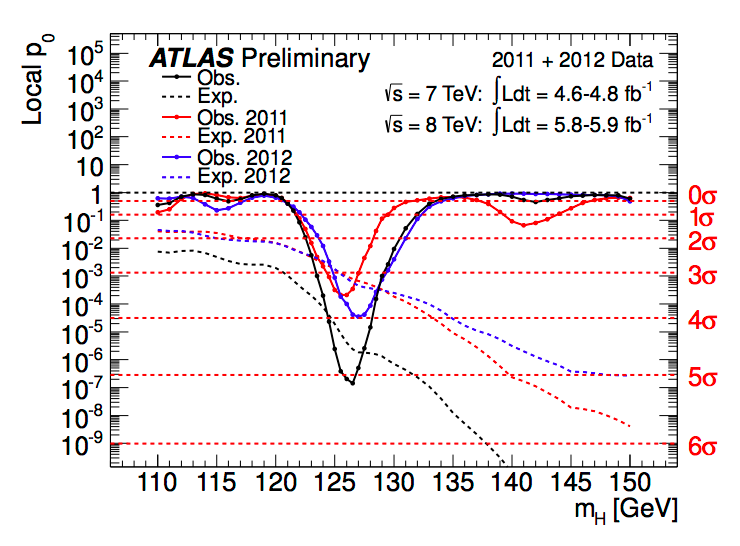 ATLAS Preliminary
2011 + 2012 Data
Obs.
Exp.
Obs. 2011
Exp. 2011
Obs. 2012
Exp. 2012
√s = 7 TeV: ∫Ldt = 4.6-4.8 fb⁻¹
√s = 8 TeV: ∫Ldt = 5.8-5.9 fb⁻¹
Local p₀
10⁵
10⁴
10³
10²
10
1
10⁻¹
10⁻²
10⁻³
10⁻⁴
10⁻⁵
10⁻⁶
10⁻⁷
10⁻⁸
10⁻⁹
0σ
1σ
2σ
3σ
4σ
5σ
6σ
110 115 120 125 130 135 140 145 150
m_H [GeV]